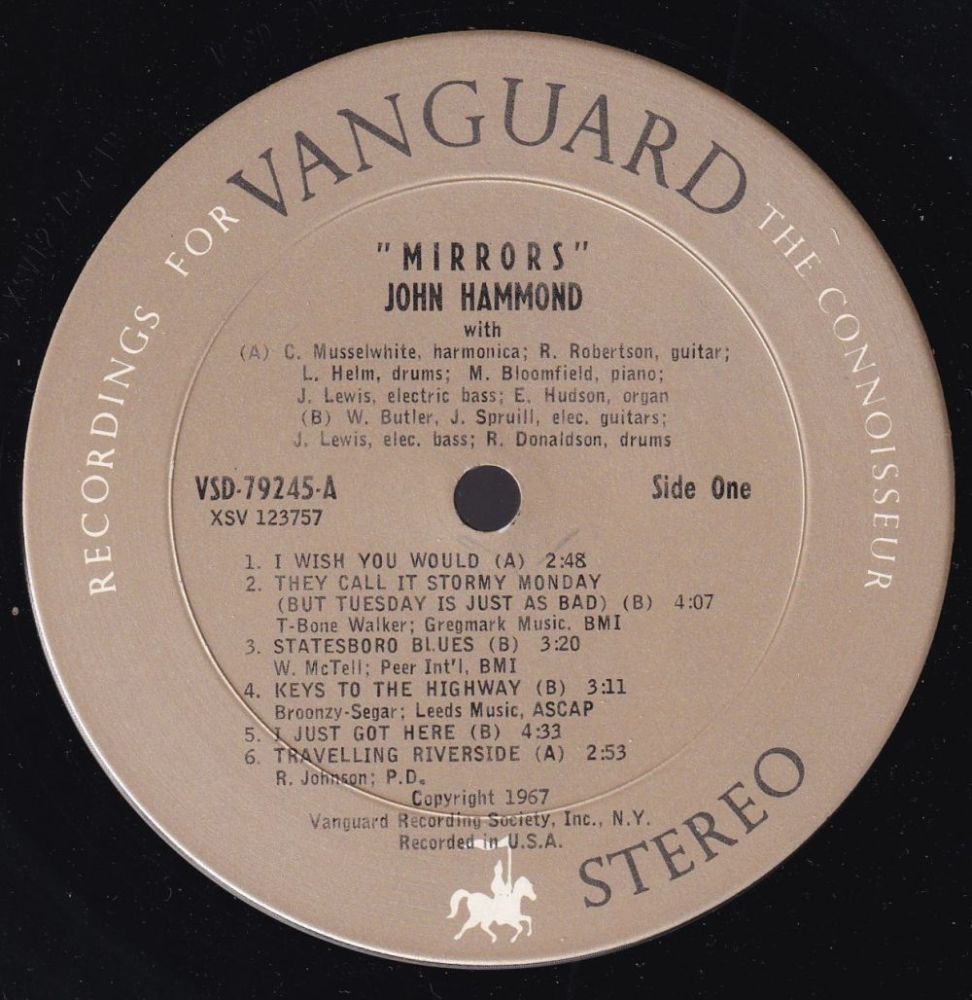 RECORDINGS FOR VANGUARD THE CONNOISSEUR
"MIRRORS"
JOHN HAMMOND
with
(A) C. Musselwhite, harmonica; R. Robertson, guitar;
L. Helm, drums; M. Bloomfield, piano;
J. Lewis, electric bass; E. Hudson, organ
(B) W. Butler, J. Spruill, elec. guitars;
J. Lewis, elec. bass; R. Donaldson, drums
VSD-79245-A Side One
XSV 123757
1. I WISH YOU WOULD (A) 2:48
2. THEY CALL IT STORMY MONDAY
(BUT TUESDAY IS JUST AS BAD) (B) 4:07
T-Bone Walker; Gregmark Music. BMI
3. STATESBORO BLUES (B) 3:20
W. McTell; Peer Int'l, BMI
4. KEYS TO THE HIGHWAY (B) 3:11
Broonzy-Segar; Leeds Music, ASCAP
5. I JUST GOT HERE (B) 4:33
6. TRAVELLING RIVERSIDE (A) 2:53
R. Johnson; P.D.
Copyright 1967
Vanguard Recording Society, Inc., N.Y.
Recorded in U.S.A.
STEREO